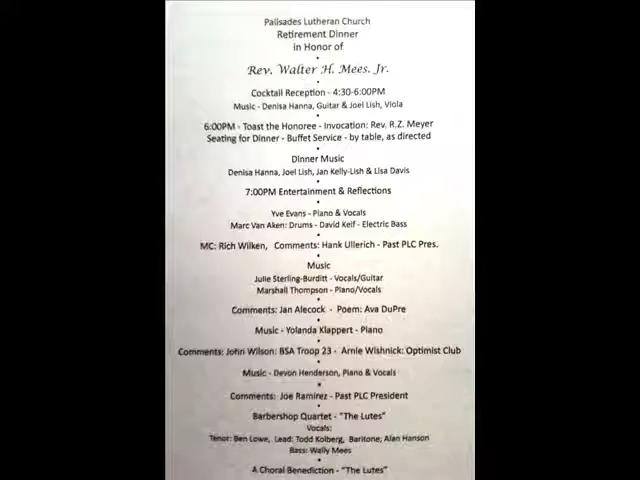 Palisades Lutheran Church
Retirement Dinner
in Honor of
Rev. Walter H. Mees, Jr.
Cocktail Reception - 4:30-6:00PM
Music - Denisa Hanna, Guitar & Joel Lish, Viola
6:00PM - Toast the Honoree - Invocation: Rev. R.Z. Meyer
Seating for Dinner - Buffet Service - by table, as directed
Dinner Music
Denisa Hanna, Joel Lish, Jan Kelly-Lish & Lisa Davis
7:00PM Entertainment & Reflections
Yve Evans - Piano & Vocals
Marc Van Aken: Drums - David Keif - Electric Bass
MC: Rich Wilken, Comments: Hank Ullerich - Past PLC Pres.
Music
Julie Sterling-Burditt - Vocals/Guitar
Marshall Thompson - Piano/Vocals
Comments: Jan Alecock - Poem: Ava DuPre
Music - Yolanda Klappert - Piano
Comments: John Wilson: BSA Troop 23 - Arnie Wishnick: Optimist Club
Music - Devon Henderson, Piano & Vocals
Comments: Joe Ramirez - Past PLC President
Barbershop Quartet - "The Lutes"
Vocals:
Tenor: Ben Lowe, Lead: Todd Kolberg, Baritone: Alan Hanson
Bass: Wally Mees
A Choral Benediction - "The Lutes"